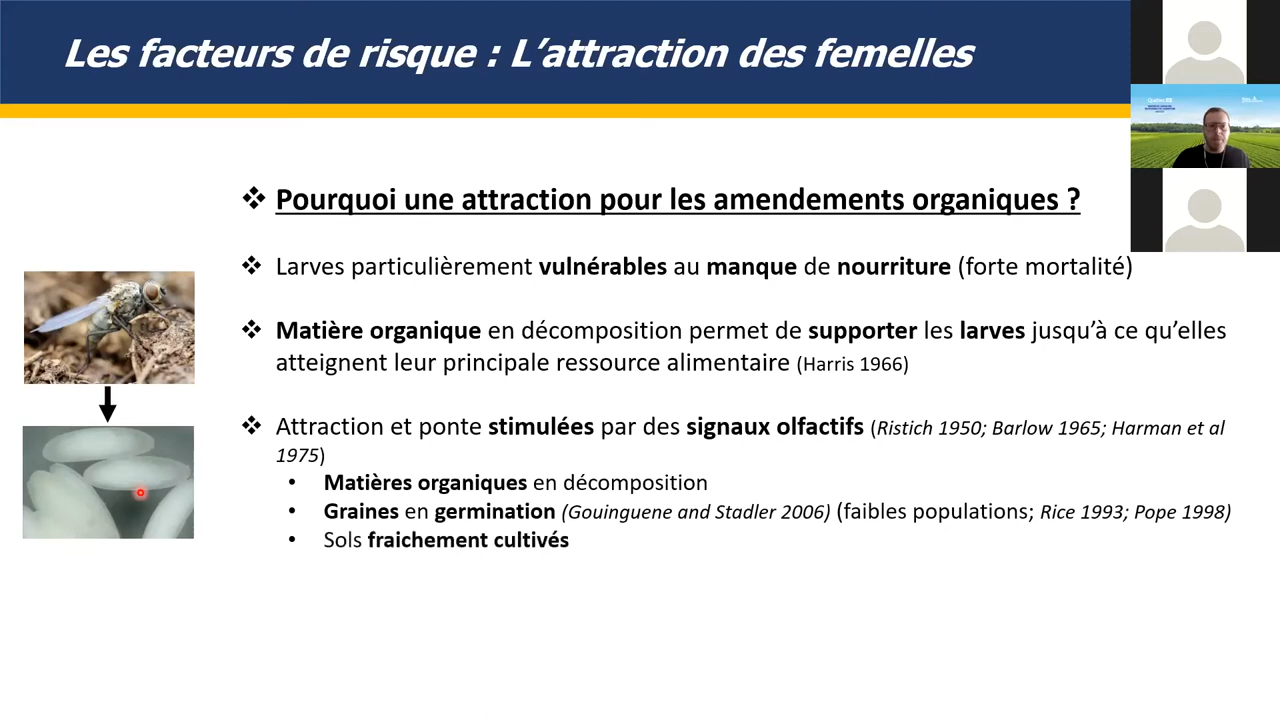 Les facteurs de risque : L’attraction des femelles
❖ Pourquoi une attraction pour les amendements organiques ?
❖ Larves particulièrement vulnérables au manque de nourriture (forte mortalité)
❖ Matière organique en décomposition permet de supporter les larves jusqu’à ce qu’elles
atteignent leur principale ressource alimentaire (Harris 1966)
❖ Attraction et ponte stimulées par des signaux olfactifs (Ristich 1950; Barlow 1965; Harman et al
1975)
• Matières organiques en décomposition
• Graines en germination (Gouinguene and Stadler 2006) (faibles populations; Rice 1993; Pope 1998)
• Sols fraichement cultivés